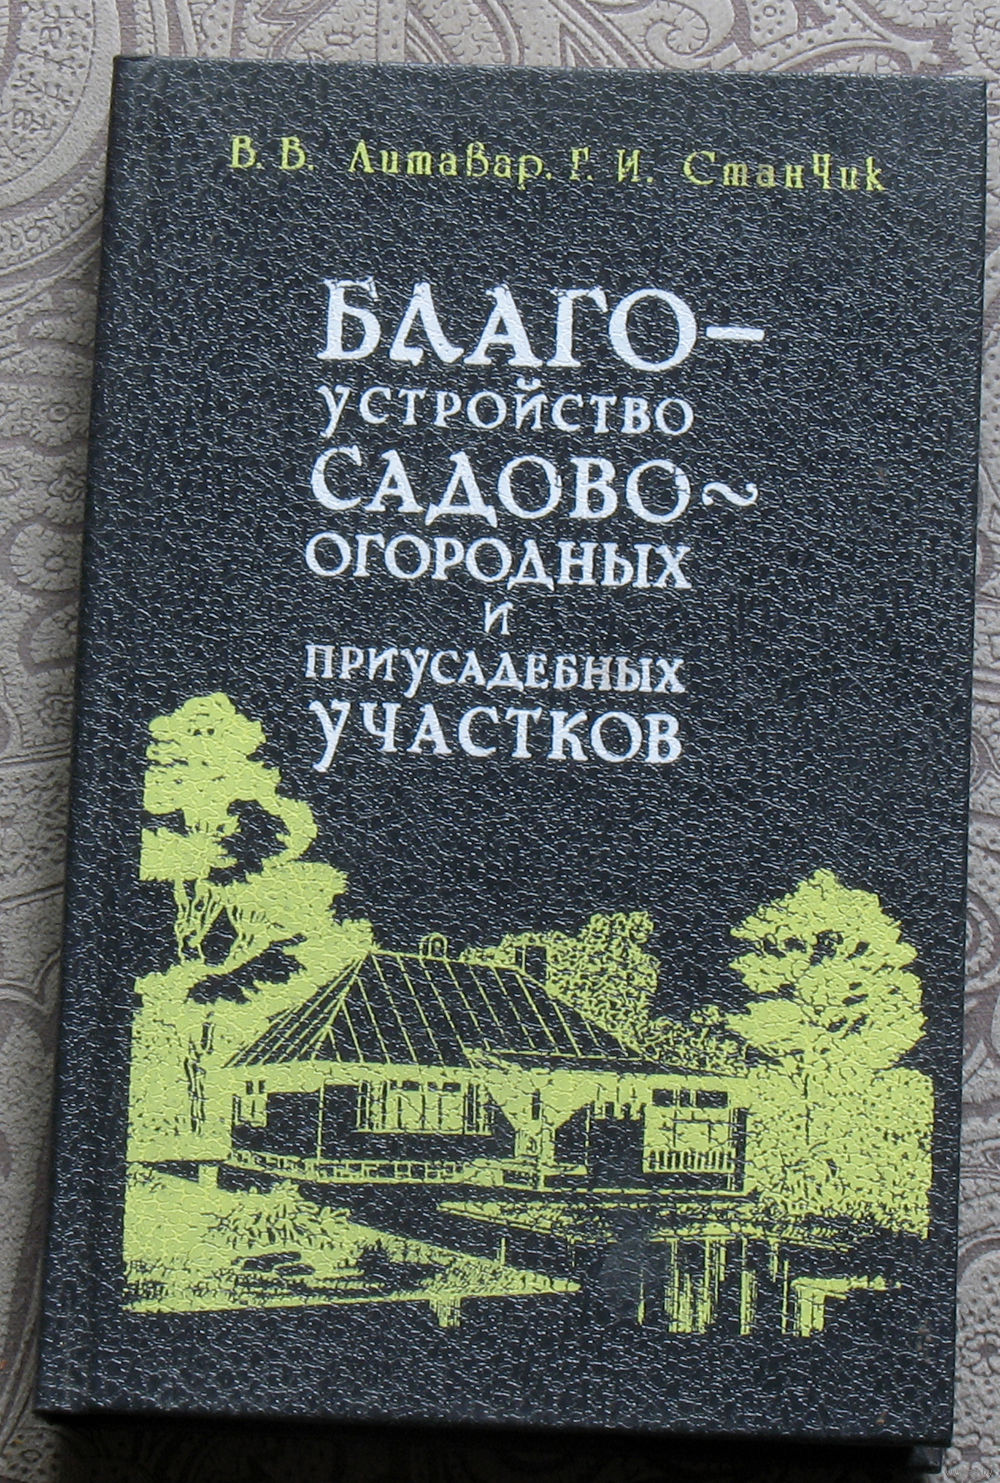 В. В. Литавар, Г. И. Станчик
БЛАГО-
УСТРОЙСТВО
САДОВО~
ОГОРОДНЫХ
И
ПРИУСАДЕБНЫХ
УЧАСТКОВ